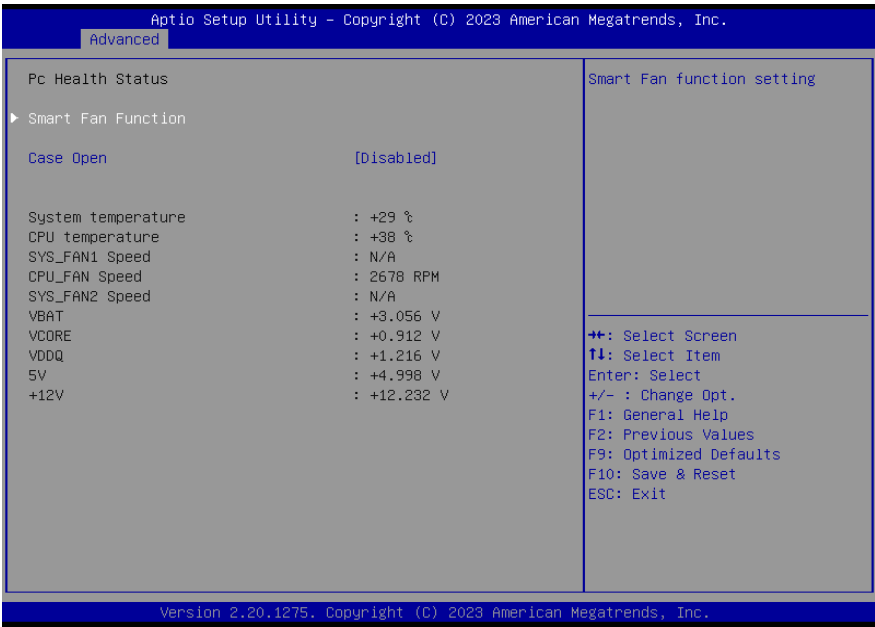 Aptio Setup Utility – Copyright (C) 2023 American Megatrends, Inc.
Advanced
Pc Health Status
Smart Fan Function
Case Open [Disabled]
System temperature : +29 ℃
CPU temperature : +38 ℃
SYS_FAN1 Speed : N/A
CPU_FAN Speed : 2678 RPM
SYS_FAN2 Speed : N/A
VBAT : +3.056 V
VCORE : +0.912 V
VDDQ : +1.216 V
5V : +4.998 V
+12V : +12.232 V
Smart Fan function setting
→←: Select Screen
↑↓: Select Item
Enter: Select
+/- : Change Opt.
F1: General Help
F2: Previous Values
F9: Optimized Defaults
F10: Save & Reset
ESC: Exit
Version 2.20.1275. Copyright (C) 2023 American Megatrends, Inc.